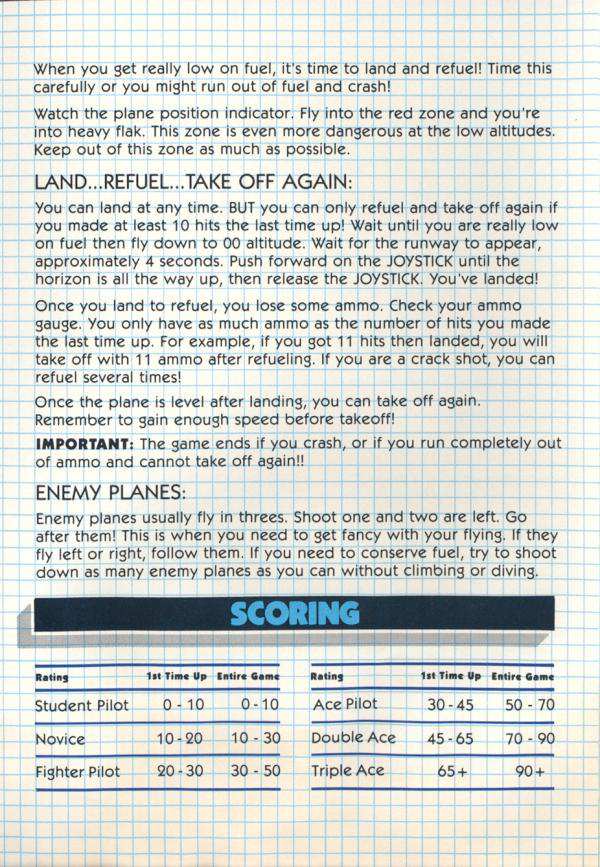 When you get really low on fuel, it's time to land and refuel! Time this
carefully or you might run out of fuel and crash!
Watch the plane position indicator. Fly into the red zone and you're
into heavy flak. This zone is even more dangerous at the low altitudes.
Keep out of this zone as much as possible.
LAND...REFUEL...TAKE OFF AGAIN:
You can land at any time. BUT you can only refuel and take off again if
you made at least 10 hits the last time up! Wait until you are really low
on fuel then fly down to 00 altitude. Wait for the runway to appear,
approximately 4 seconds. Push forward on the JOYSTICK until the
horizon is all the way up, then release the JOYSTICK. You've landed!
Once you land to refuel, you lose some ammo. Check your ammo
gauge. You only have as much ammo as the number of hits you made
the last time up. For example, if you got 11 hits then landed, you will
take off with 11 ammo after refueling. If you are a crack shot, you can
refuel several times!
Once the plane is level after landing, you can take off again.
Remember to gain enough speed before takeoff!
IMPORTANT: The game ends if you crash, or if you run completely out
of ammo and cannot take off again!!
ENEMY PLANES:
Enemy planes usually fly in threes. Shoot one and two are left. Go
after them! This is when you need to get fancy with your flying. If they
fly left or right, follow them. If you need to conserve fuel, try to shoot
down as many enemy planes as you can without climbing or diving.
SCORING
Rating 1st Time Up Entire Game
Student Pilot 0 - 10 0 - 10
Novice 10 - 20 10 - 30
Fighter Pilot 20 - 30 30 - 50
Rating 1st Time Up Entire Game
Ace Pilot 30 - 45 50 - 70
Double Ace 45 - 65 70 - 90
Triple Ace 65+ 90+